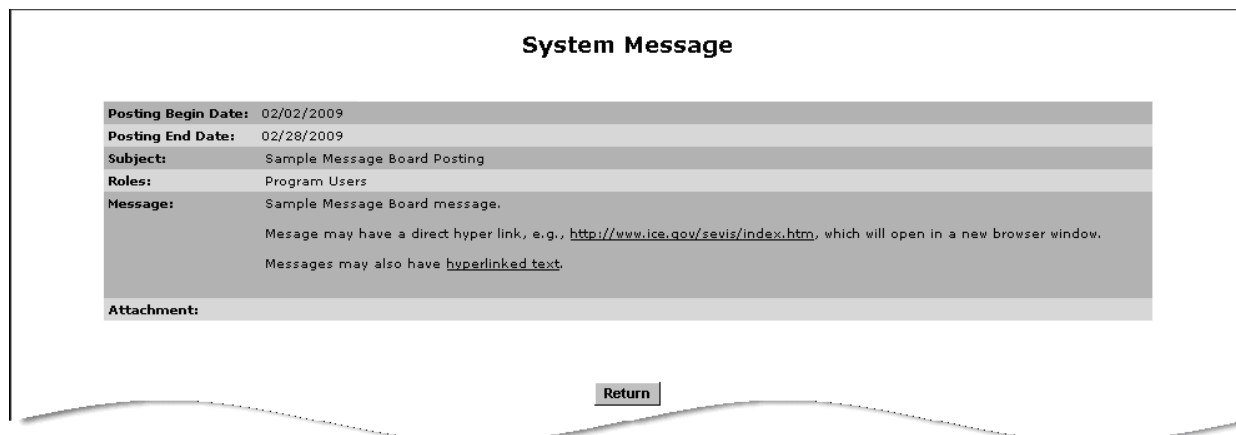 System Message
Posting Begin Date: 02/02/2009
Posting End Date: 02/28/2009
Subject: Sample Message Board Posting
Roles: Program Users
Message: Sample Message Board message.
Mesage may have a direct hyper link, e.g., http://www.ice.gov/sevis/index.htm, which will open in a new browser window.
Messages may also have hyperlinked text.
Attachment:
Return